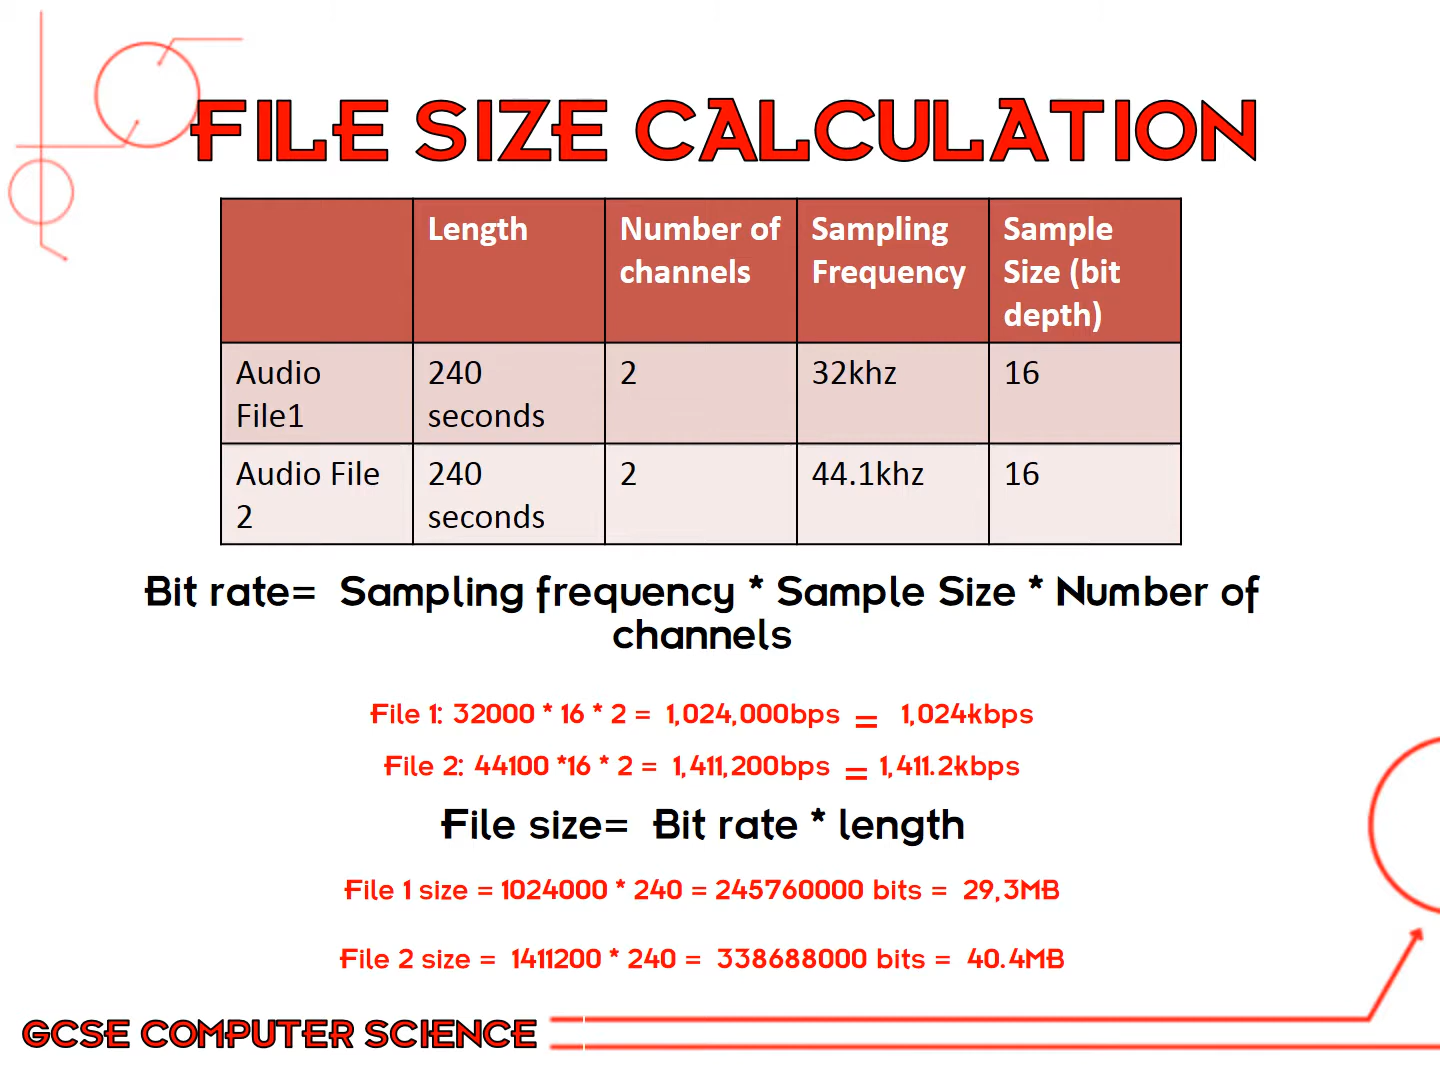 FILE SIZE CALCULATION
Length
Number of channels
Sampling Frequency
Sample Size (bit depth)
Audio File1
240 seconds
2
32khz
16
Audio File 2
240 seconds
2
44.1khz
16
Bit rate= Sampling frequency * Sample Size * Number of
channels
File 1: 32000 * 16 * 2 = 1,024,000bps = 1,024kbps
File 2: 44100 *16 * 2 = 1,411,200bps = 1,411.2kbps
File size= Bit rate * length
File 1 size = 1024000 * 240 = 245760000 bits = 29,3MB
File 2 size = 1411200 * 240 = 338688000 bits = 40.4MB
GCSE COMPUTER SCIENCE